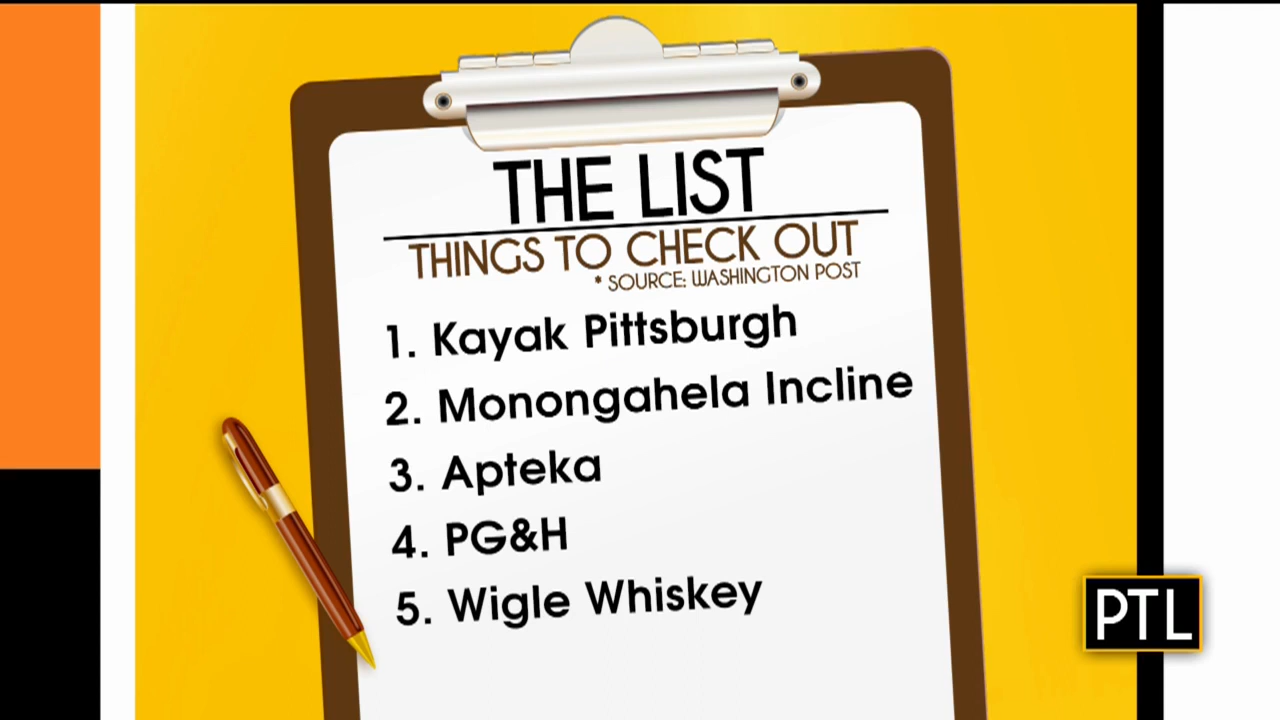 THE LIST
THINGS TO CHECK OUT
* SOURCE: WASHINGTON POST
1. Kayak Pittsburgh
2. Monongahela Incline
3. Apteka
4. PG&H
5. Wigle Whiskey
PTL